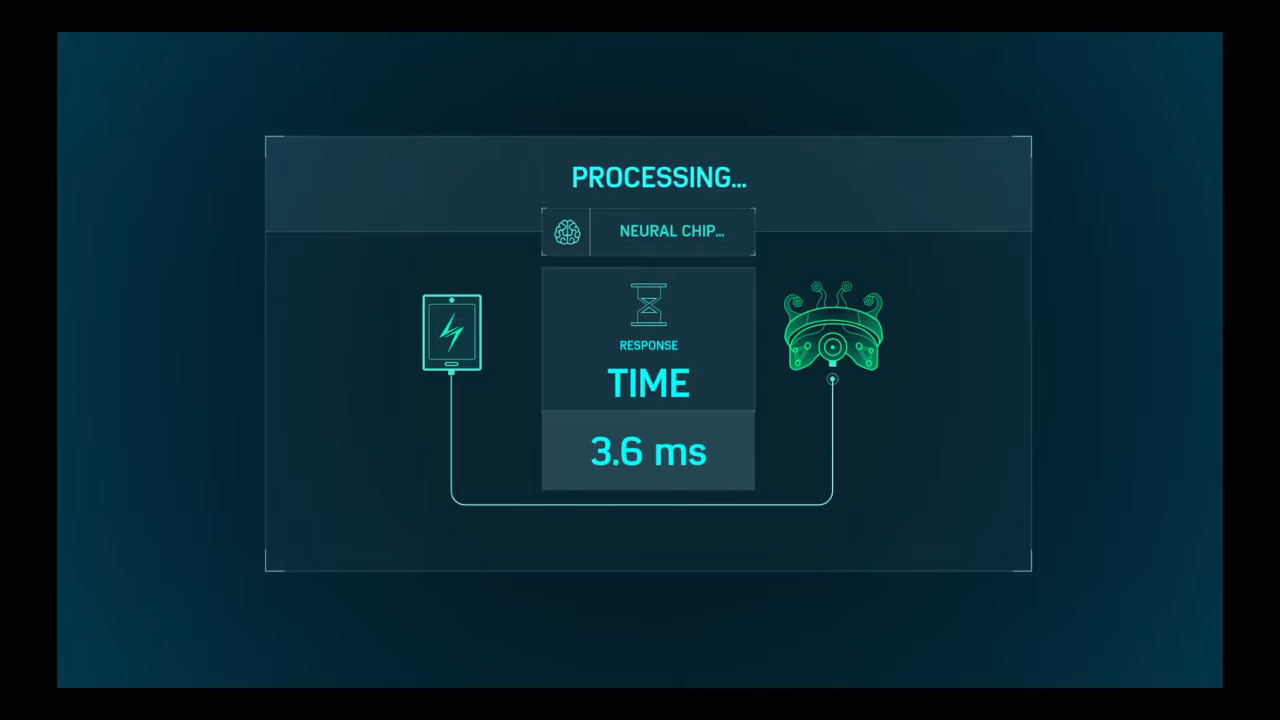 PROCESSING...
NEURAL CHIP...
RESPONSE
TIME
3.6 ms